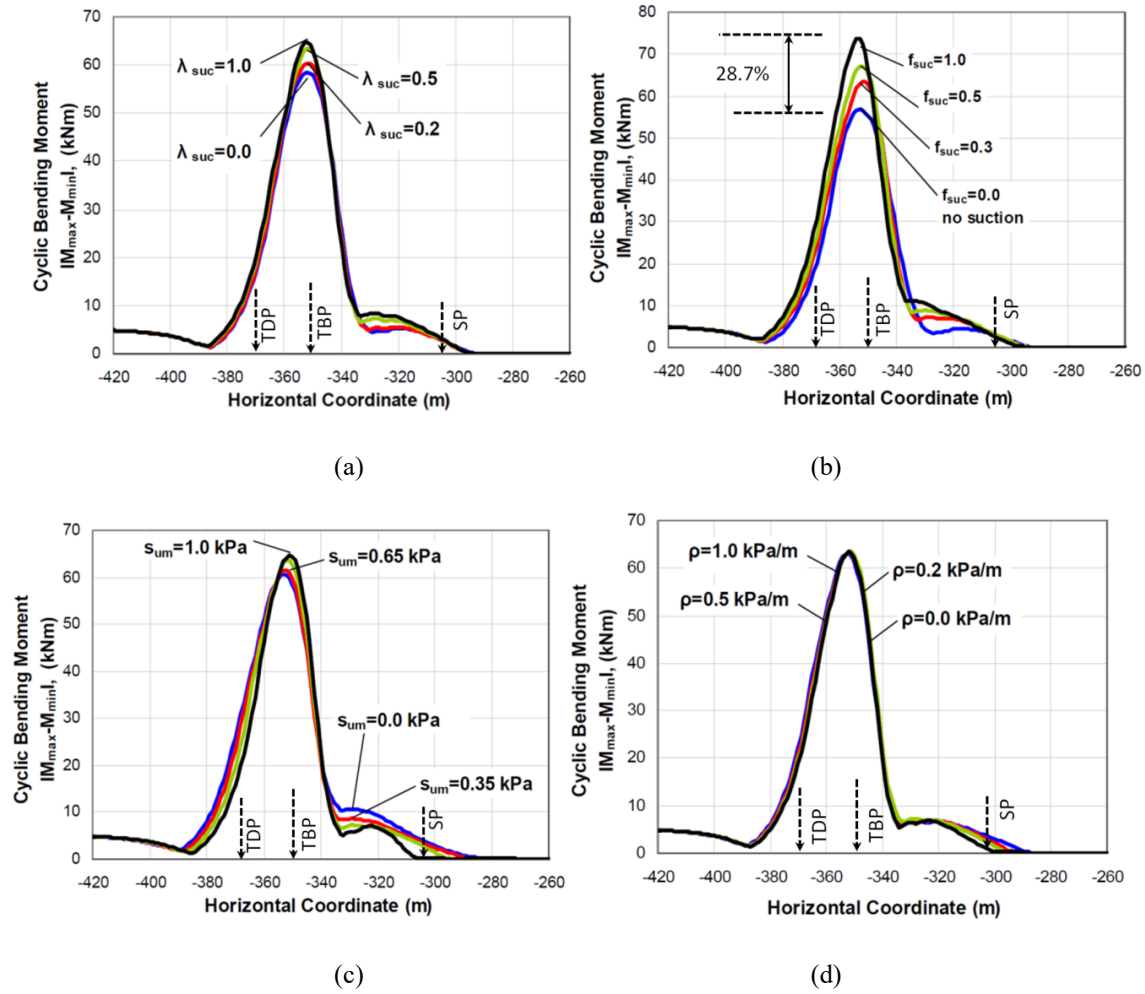 70
60
50
40
30
20
10
0
Cyclic Bending Moment
IMmax-MminI, (kNm)
λ suc=1.0
λ suc=0.5
λ suc=0.2
λ suc=0.0
TDP
TBP
SP
-420 -400 -380 -360 -340 -320 -300 -280 -260
Horizontal Coordinate (m)
(a)
80
70
60
50
40
30
20
10
0
Cyclic Bending Moment
IMmax-MminI, (kNm)
28.7%
fsuc=1.0
fsuc=0.5
fsuc=0.3
fsuc=0.0
no suction
TDP
TBP
SP
-420 -400 -380 -360 -340 -320 -300 -280 -260
Horizontal Coordinate (m)
(b)
70
60
50
40
30
20
10
0
Cyclic Bending Moment
IMmax-MminI, (kNm)
sum=1.0 kPa
sum=0.65 kPa
sum=0.0 kPa
sum=0.35 kPa
TDP
TBP
SP
-420 -400 -380 -360 -340 -320 -300 -280 -260
Horizontal Coordinate (m)
(c)
70
60
50
40
30
20
10
0
Cyclic Bending Moment
IMmax-MminI, (kNm)
ρ=1.0 kPa/m
ρ=0.2 kPa/m
ρ=0.5 kPa/m
ρ=0.0 kPa/m
TDP
TBP
SP
-420 -400 -380 -360 -340 -320 -300 -280 -260
Horizontal Coordinate (m)
(d)